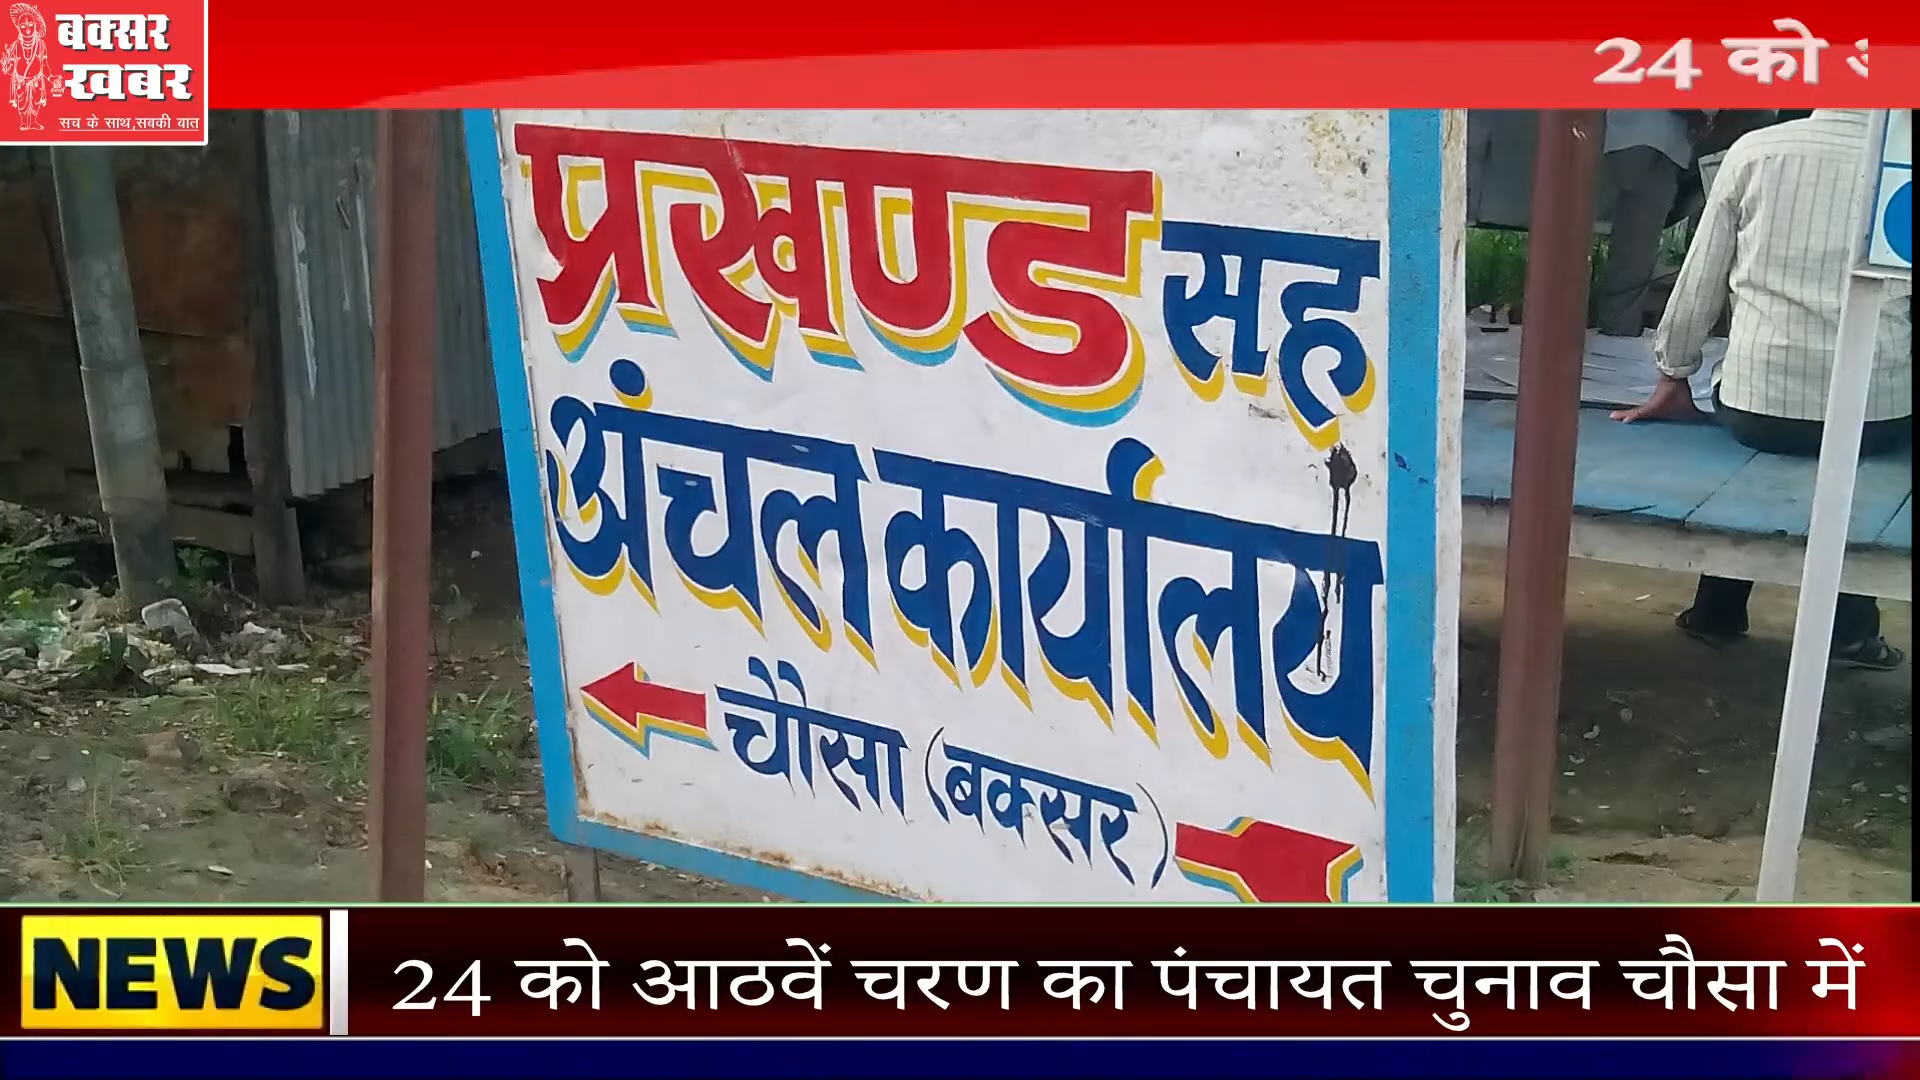 बक्सर
खबर
सच के साथ,सबकी बात
24 को
प्रखण्ड सह
अंचल कार्यालय
चौसा (बक्सर)
NEWS
24 को आठवें चरण का पंचायत चुनाव चौसा में